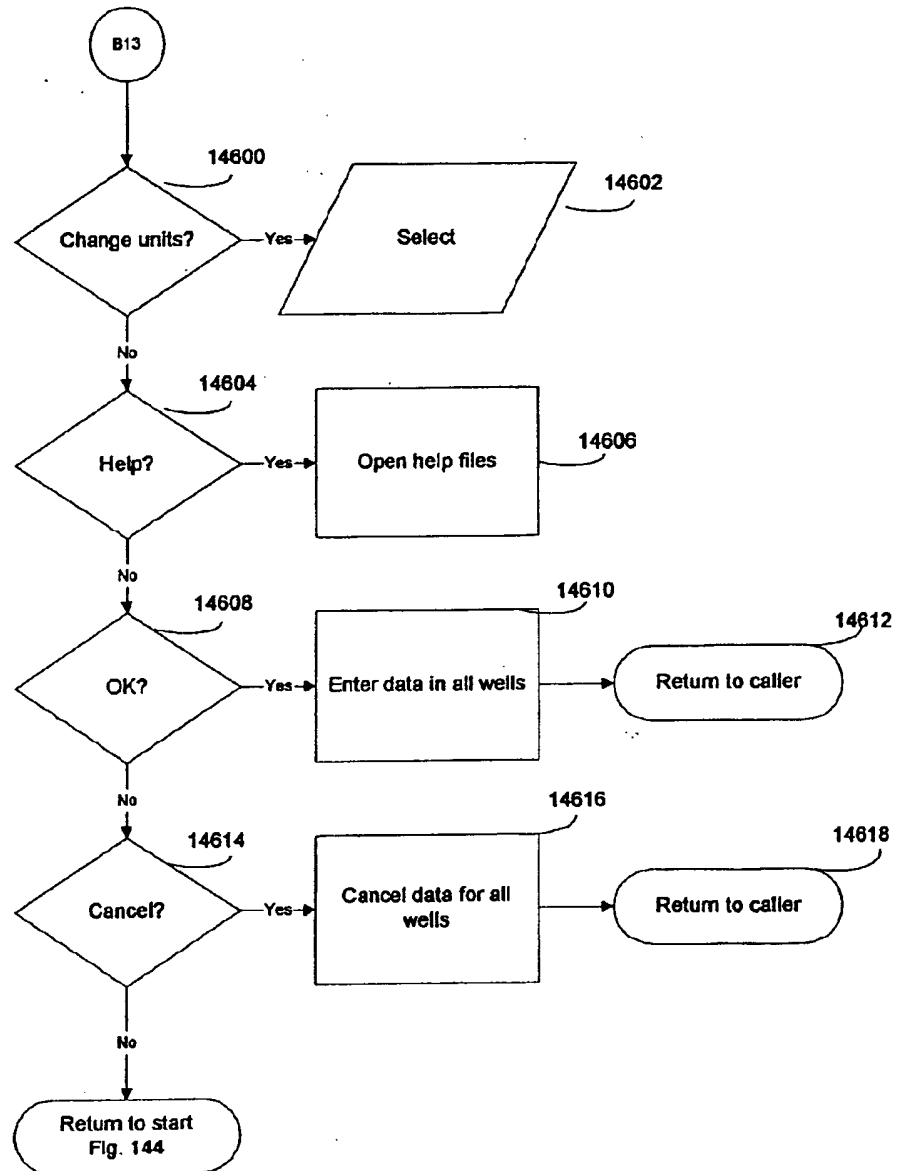 B13
14600
Change units?
Yes
Select
14602
No
14604
Help?
Yes
Open help files
14606
No
14608
OK?
Yes
Enter data in all wells
14610
Return to caller
14612
No
14614
Cancel?
Yes
Cancel data for all
wells
14616
Return to caller
14618
No
Return to start
Fig. 144